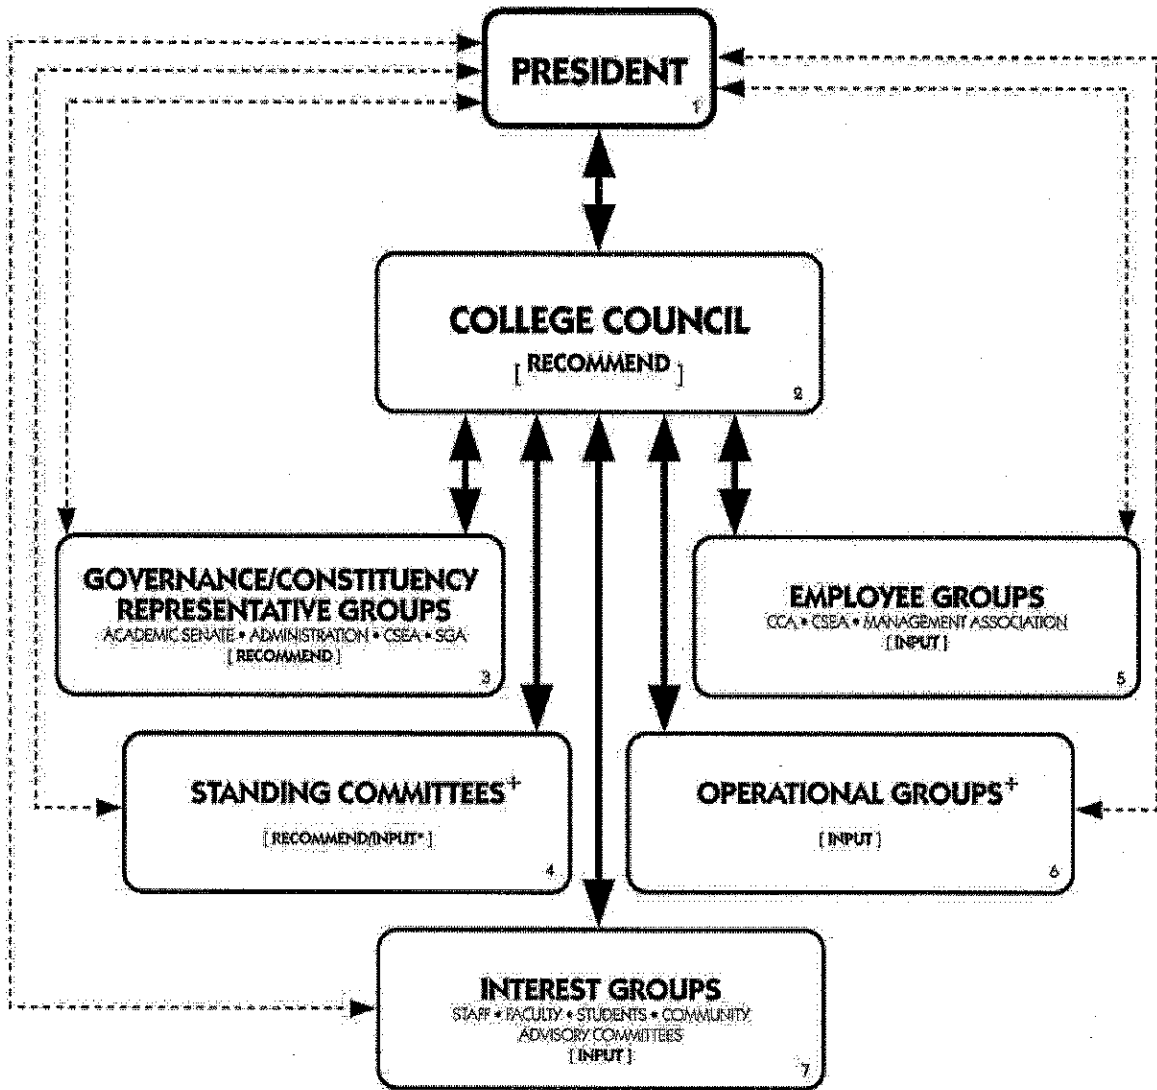 PRESIDENT
1
COLLEGE COUNCIL
[ RECOMMEND ]
2
GOVERNANCE/CONSTITUENCY
REPRESENTATIVE GROUPS
ACADEMIC SENATE • ADMINISTRATION • CSEA • SGA
[ RECOMMEND ]
3
EMPLOYEE GROUPS
CCA • CSEA • MANAGEMENT ASSOCIATION
[ INPUT ]
5
STANDING COMMITTEES+
[ RECOMMEND/INPUT* ]
4
OPERATIONAL GROUPS+
[ INPUT ]
6
INTEREST GROUPS
STAFF • FACULTY • STUDENTS • COMMUNITY
ADVISORY COMMITTEES
[ INPUT ]
7